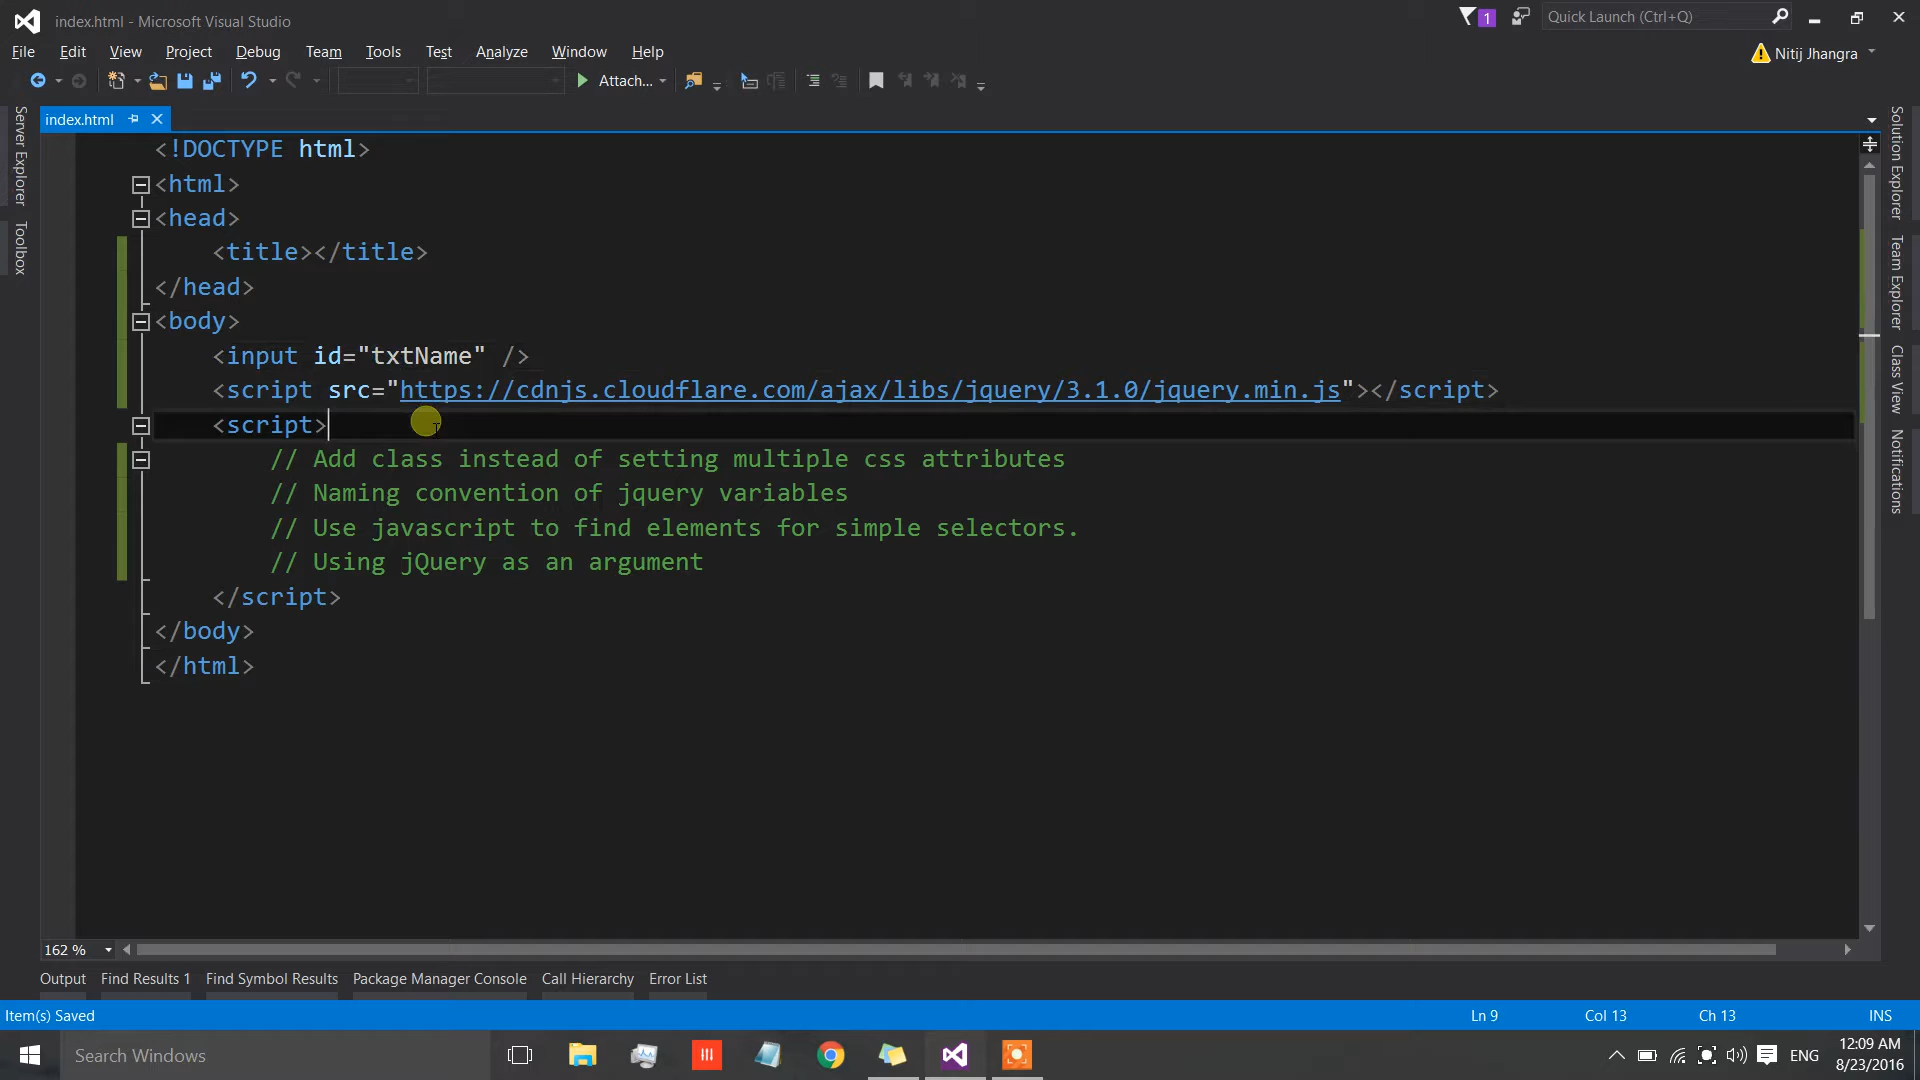 index.html - Microsoft Visual Studio
1
Quick Launch (Ctrl+Q)
File Edit View Project Debug Team Tools Test Analyze Window Help
Nitij Jhangra
Attach...
Server Explorer
Toolbox
index.html
<!DOCTYPE html>
<html>
<head>
<title></title>
</head>
<body>
<input id="txtName" />
<script src="https://cdnjs.cloudflare.com/ajax/libs/jquery/3.1.0/jquery.min.js"></script>
<script>
// Add class instead of setting multiple css attributes
// Naming convention of jquery variables
// Use javascript to find elements for simple selectors.
// Using jQuery as an argument
</script>
</body>
</html>
Solution Explorer
Team Explorer
Class View
Notifications
162 %
Output Find Results 1 Find Symbol Results Package Manager Console Call Hierarchy Error List
Item(s) Saved Ln 9 Col 13 Ch 13 INS
Search Windows
ENG
12:09 AM
8/23/2016